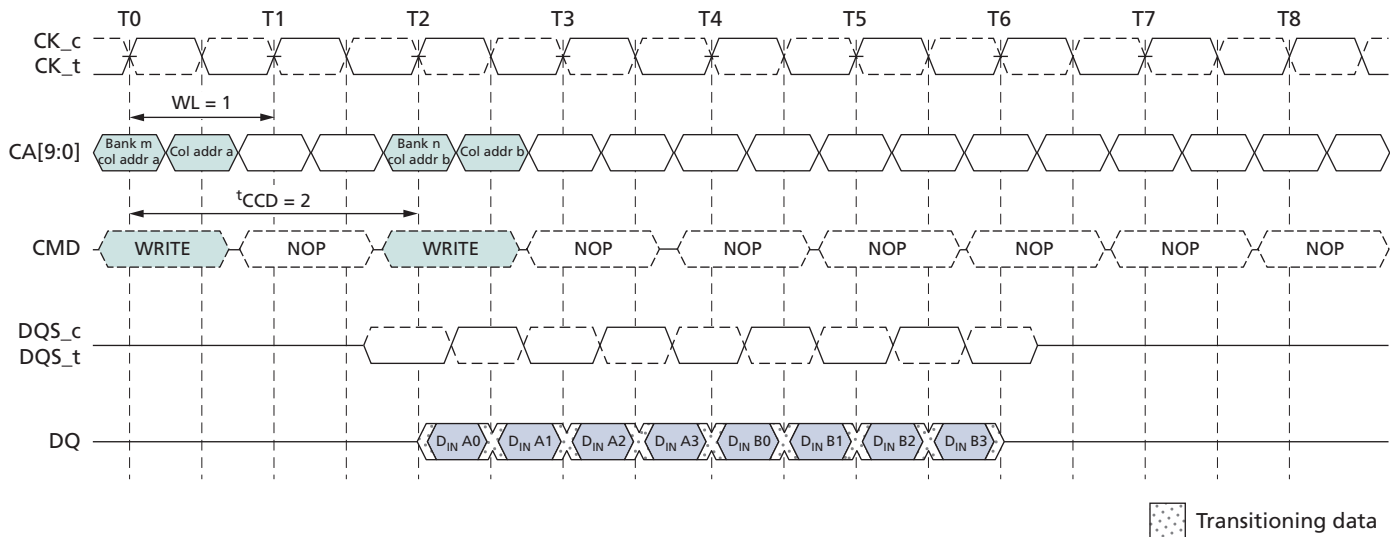 T0 T1 T2 T3 T4 T5 T6 T7 T8
CK_c
CK_t
WL = 1
CA[9:0]
Bank m
col addr a
Col addr a
Bank n
col addr b
Col addr b
tCCD = 2
CMD WRITE NOP WRITE NOP NOP NOP NOP NOP NOP
DQS_c
DQS_t
DQ DIN A0 DIN A1 DIN A2 DIN A3 DIN B0 DIN B1 DIN B2 DIN B3
Transitioning data